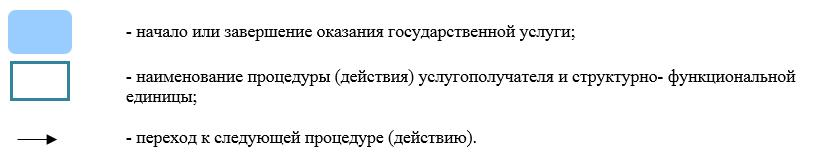 - начало или завершение оказания государственной услуги;
- наименование процедуры (действия) услугополучателя и структурно- функциональной
единицы;
- переход к следующей процедуре (действию).